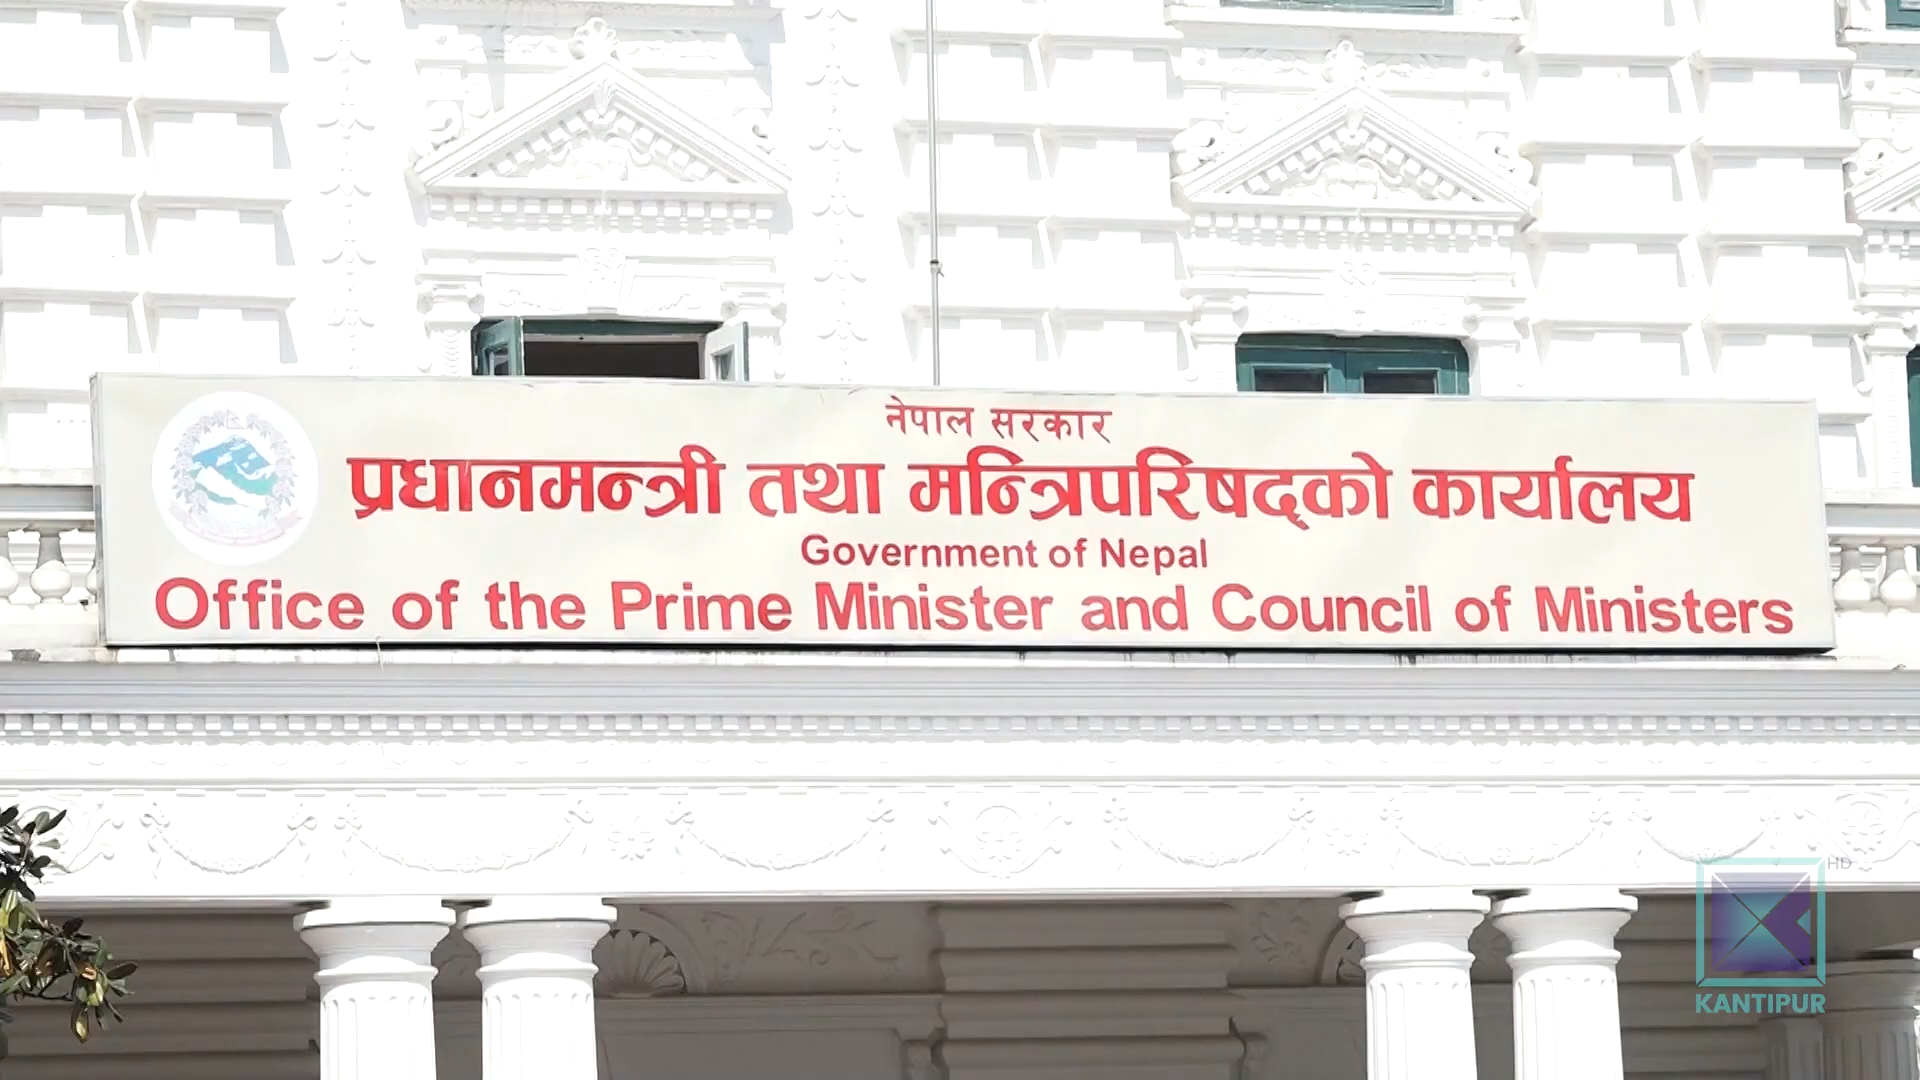 नेपाल सरकार
प्रधानमन्त्री तथा मन्त्रिपरिषद्को कार्यालय
Government of Nepal
Office of the Prime Minister and Council of Ministers
HD
KANTIPUR